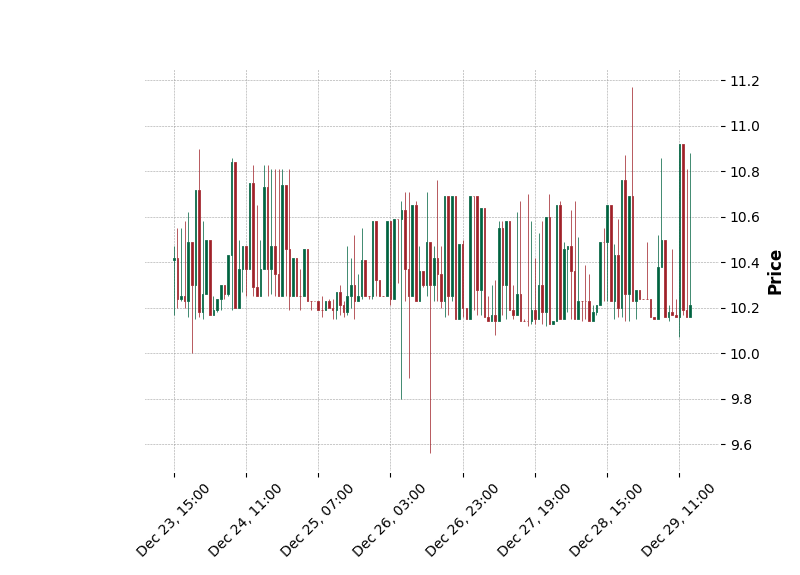 11.2
11.0
10.8
10.6
10.4
10.2
10.0
9.8
9.6
Price
Dec 23, 15:00
Dec 24, 11:00
Dec 25, 07:00
Dec 26, 03:00
Dec 26, 23:00
Dec 27, 19:00
Dec 28, 15:00
Dec 29, 11:00